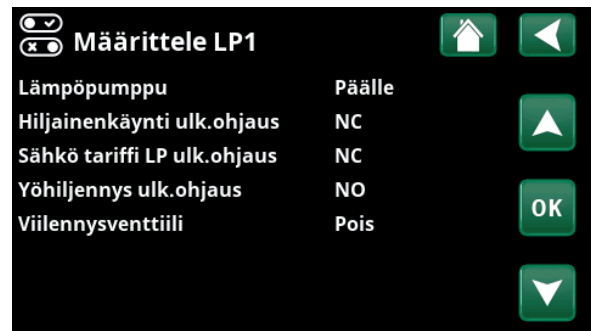 Määrittele LP1
Lämpöpumppu Päälle
Hiljainenkäynti ulk.ohjaus NC
Sähkö tariffi LP ulk.ohjaus NC
Yöhiljennys ulk.ohjaus NO
Viilennysventtiili Pois
OK